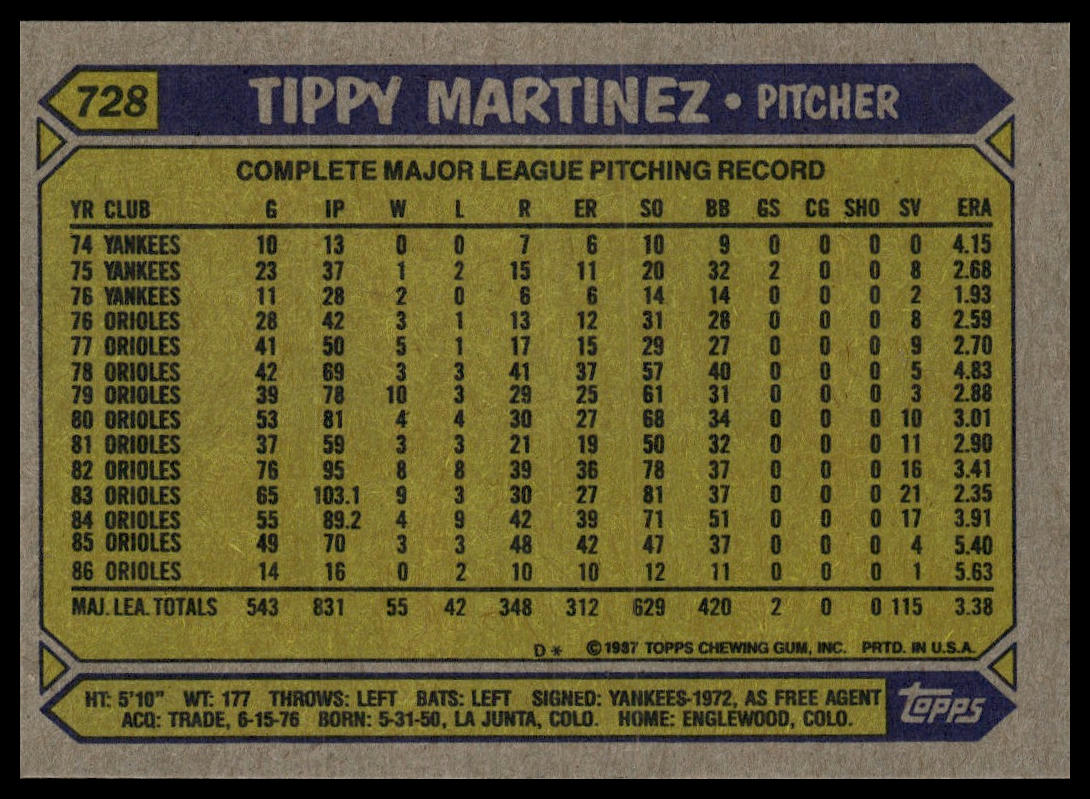 728 TIPPY MARTINEZ • PITCHER
COMPLETE MAJOR LEAGUE PITCHING RECORD
YR CLUB G IP W L R ER SO BB GS CG SHO SV ERA
74 YANKEES 10 13 0 0 7 6 10 9 0 0 0 0 4.15
75 YANKEES 23 37 1 2 15 11 20 32 2 0 0 8 2.68
76 YANKEES 11 28 2 0 6 6 14 14 0 0 0 2 1.93
76 ORIOLES 28 42 3 1 13 12 31 28 0 0 0 8 2.59
77 ORIOLES 41 50 5 1 17 15 29 27 0 0 0 9 2.70
78 ORIOLES 42 69 3 3 41 37 57 40 0 0 0 5 4.83
79 ORIOLES 39 78 10 3 29 25 61 31 0 0 0 3 2.88
80 ORIOLES 53 81 4 4 30 27 68 34 0 0 0 10 3.01
81 ORIOLES 37 59 3 3 21 19 50 32 0 0 0 11 2.90
82 ORIOLES 76 95 8 8 39 36 78 37 0 0 0 16 3.41
83 ORIOLES 65 103.1 9 3 30 27 81 37 0 0 0 21 2.35
84 ORIOLES 55 89.2 4 9 42 39 71 51 0 0 0 17 3.91
85 ORIOLES 49 70 3 3 48 42 47 37 0 0 0 4 5.40
86 ORIOLES 14 16 0 2 10 10 12 11 0 0 0 1 5.63
MAJ. LEA. TOTALS 543 831 55 42 348 312 629 420 2 0 0 115 3.38
D* ©1987 TOPPS CHEWING GUM, INC. PRTD. IN U.S.A.
HT: 5'10" WT: 177 THROWS: LEFT BATS: LEFT SIGNED: YANKEES-1972, AS FREE AGENT
ACQ: TRADE, 6-15-76 BORN: 5-31-50, LA JUNTA, COLO. HOME: ENGLEWOOD, COLO.
topps